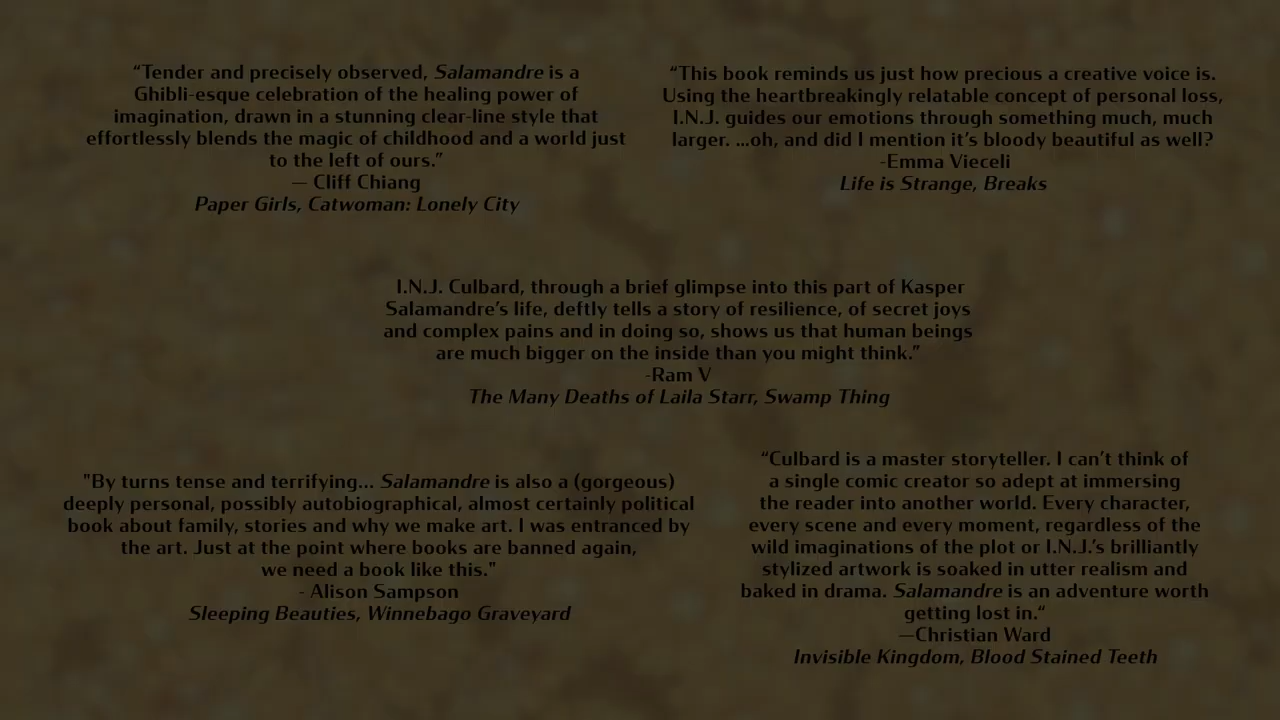 “Tender and precisely observed, Salamandre is a
Ghibli-esque celebration of the healing power of
imagination, drawn in a stunning clear-line style that
effortlessly blends the magic of childhood and a world just
to the left of ours.”
— Cliff Chiang
Paper Girls, Catwoman: Lonely City
“This book reminds us just how precious a creative voice is.
Using the heartbreakingly relatable concept of personal loss,
I.N.J. guides our emotions through something much, much
larger. ...oh, and did I mention it’s bloody beautiful as well?
-Emma Vieceli
Life is Strange, Breaks
I.N.J. Culbard, through a brief glimpse into this part of Kasper
Salamandre’s life, deftly tells a story of resilience, of secret joys
and complex pains and in doing so, shows us that human beings
are much bigger on the inside than you might think.”
-Ram V
The Many Deaths of Laila Starr, Swamp Thing
"By turns tense and terrifying... Salamandre is also a (gorgeous)
deeply personal, possibly autobiographical, almost certainly political
book about family, stories and why we make art. I was entranced by
the art. Just at the point where books are banned again,
we need a book like this."
- Alison Sampson
Sleeping Beauties, Winnebago Graveyard
“Culbard is a master storyteller. I can’t think of
a single comic creator so adept at immersing
the reader into another world. Every character,
every scene and every moment, regardless of the
wild imaginations of the plot or I.N.J.’s brilliantly
stylized artwork is soaked in utter realism and
baked in drama. Salamandre is an adventure worth
getting lost in.“
—Christian Ward
Invisible Kingdom, Blood Stained Teeth